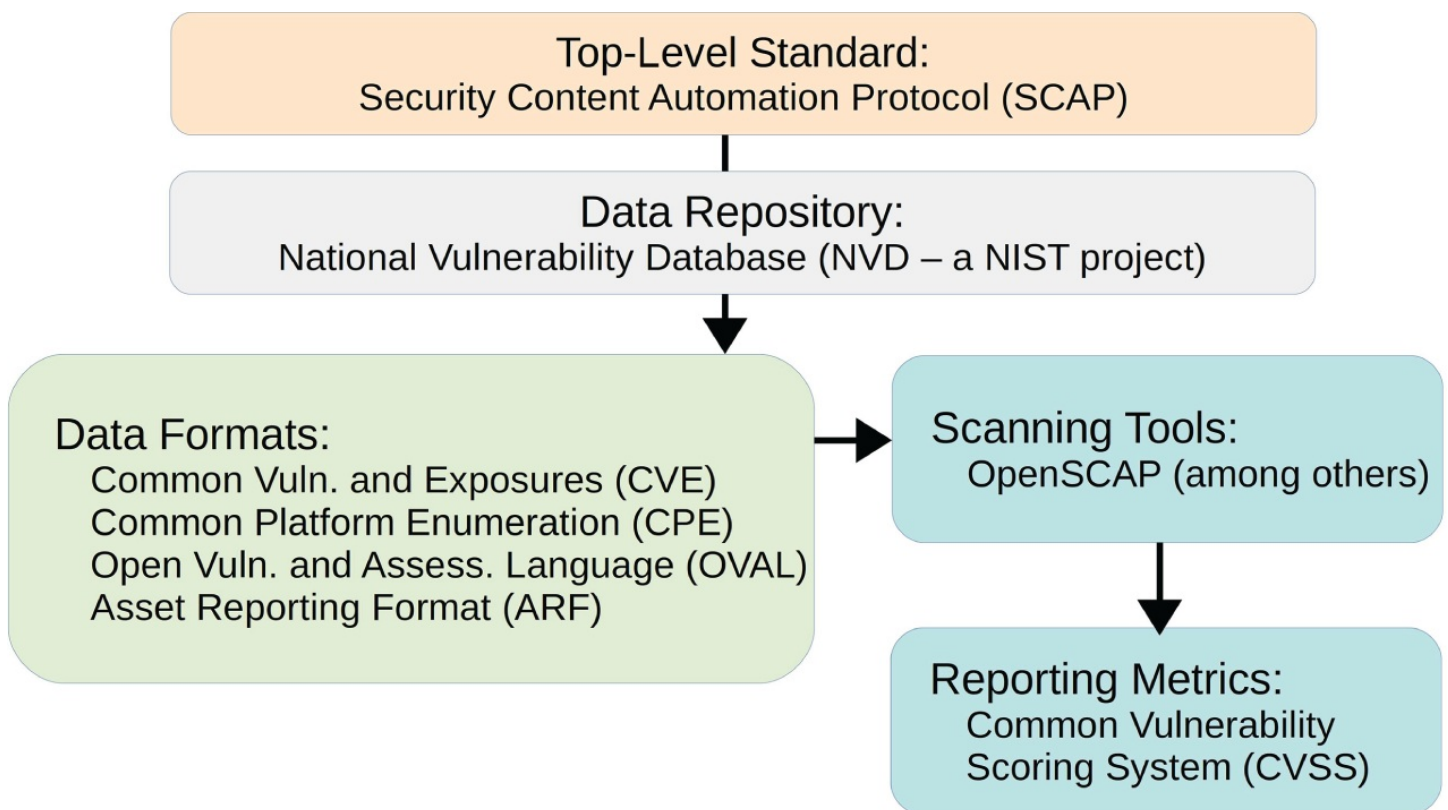 Top-Level Standard:
Security Content Automation Protocol (SCAP)
Data Repository:
National Vulnerability Database (NVD – a NIST project)
Data Formats:
Common Vuln. and Exposures (CVE)
Common Platform Enumeration (CPE)
Open Vuln. and Assess. Language (OVAL)
Asset Reporting Format (ARF)
Scanning Tools:
OpenSCAP (among others)
Reporting Metrics:
Common Vulnerability
Scoring System (CVSS)